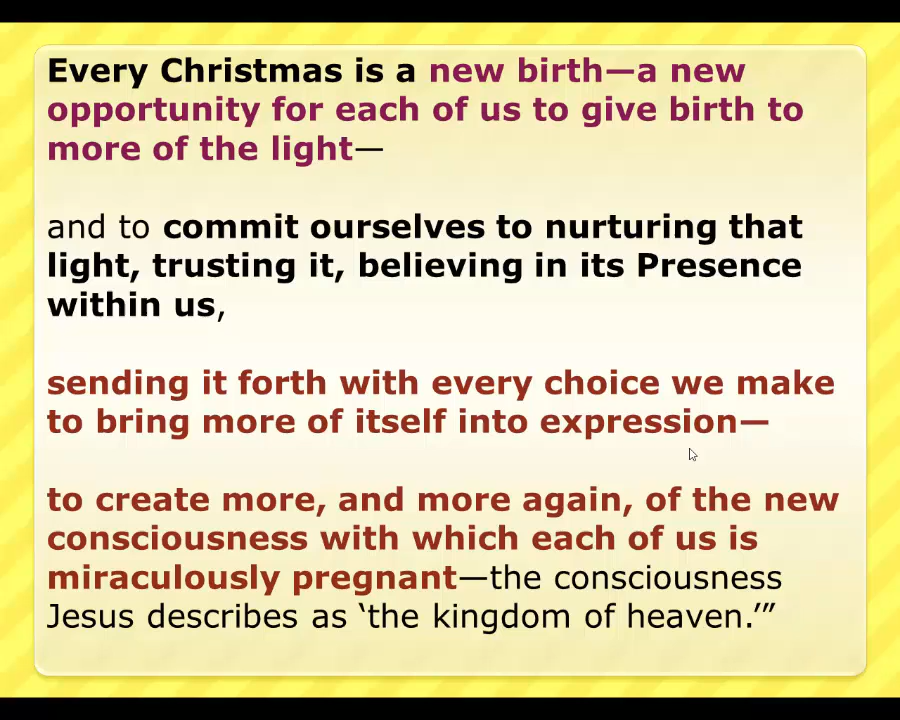 Every Christmas is a new birth—a new
opportunity for each of us to give birth to
more of the light—
and to commit ourselves to nurturing that
light, trusting it, believing in its Presence
within us,
sending it forth with every choice we make
to bring more of itself into expression—
to create more, and more again, of the new
consciousness with which each of us is
miraculously pregnant—the consciousness
Jesus describes as ‘the kingdom of heaven.’”